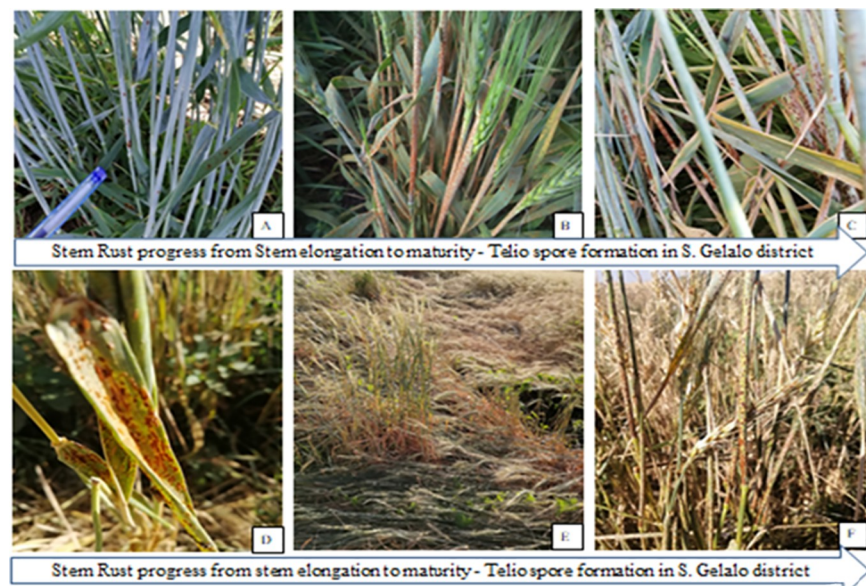 A
B
C
Stem Rust progress from Stem elongation to maturity - Telio spore formation in S. Gelalo district
D
E
F
Stem Rust progress from stem elongation to maturity - Telio spore formation in S. Gelalo district